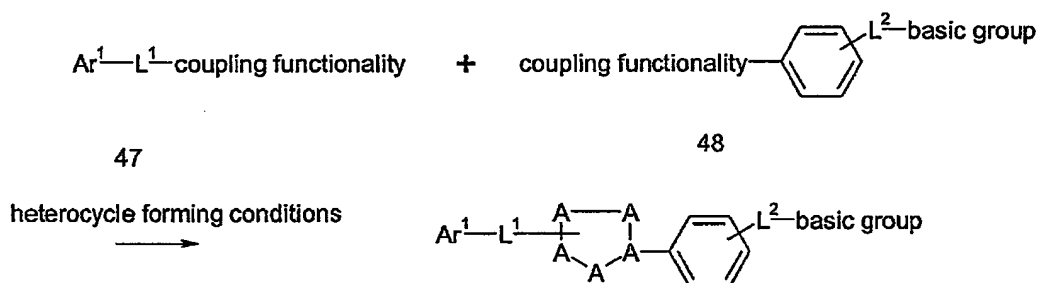 Ar¹—L¹—coupling functionality + coupling functionality L²—basic group
47 48
heterocycle forming conditions
Ar¹—L¹ A A A A A L²—basic group